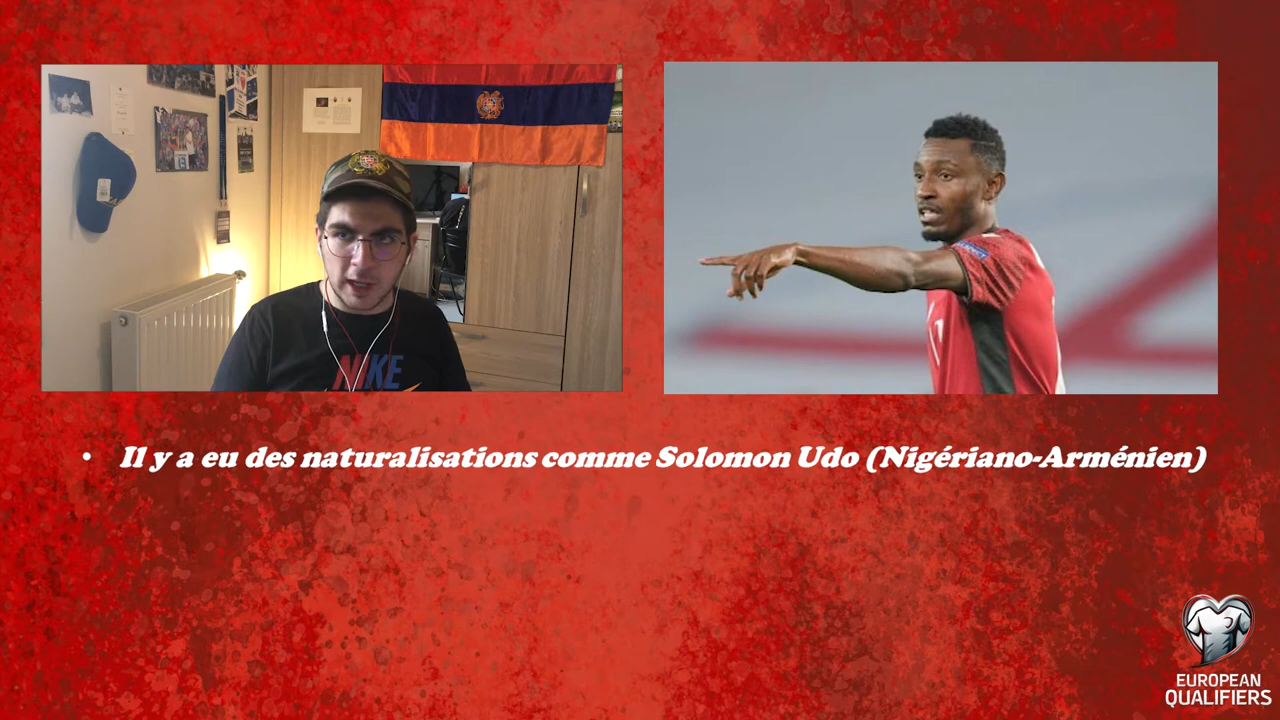 NIKE
• Il y a eu des naturalisations comme Solomon Udo (Nigériano-Arménien)
EUROPEAN
QUALIFIERS